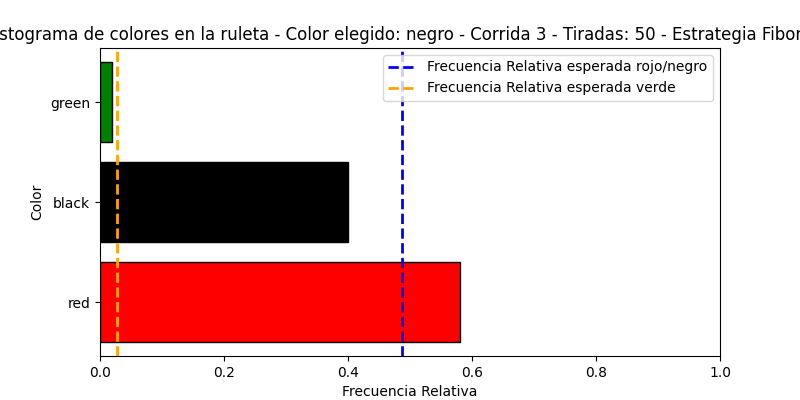 stograma de colores en la ruleta - Color elegido: negro - Corrida 3 - Tiradas: 50 - Estrategia Fibon
Frecuencia Relativa esperada rojo/negro
Frecuencia Relativa esperada verde
green
black
red
Color
0.0 0.2 0.4 0.6 0.8 1.0
Frecuencia Relativa